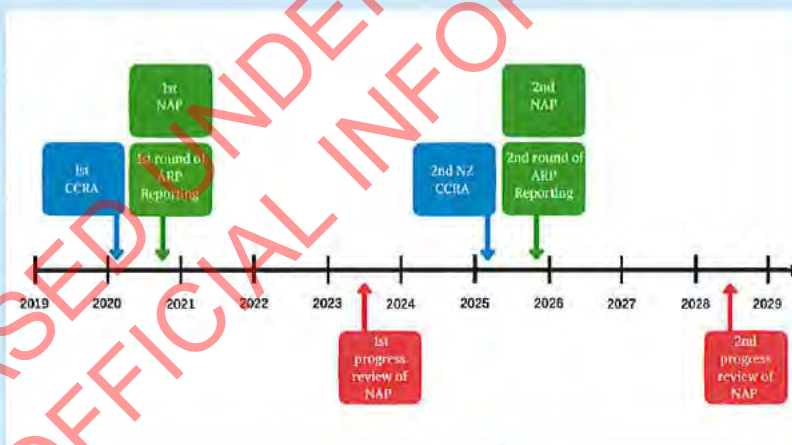 1st
NAP
2nd
NAP
1st
CCRA
1st round of
ARP
Reporting
2nd NZ
CCRA
2nd round of
ARP
Reporting
2019
2020
2021
2022
2023
2024
2025
2026
2027
2028
2029
1st
progress
review of
NAP
2nd
progress
review of
NAP
UNDER
OFFICIAL INFOR